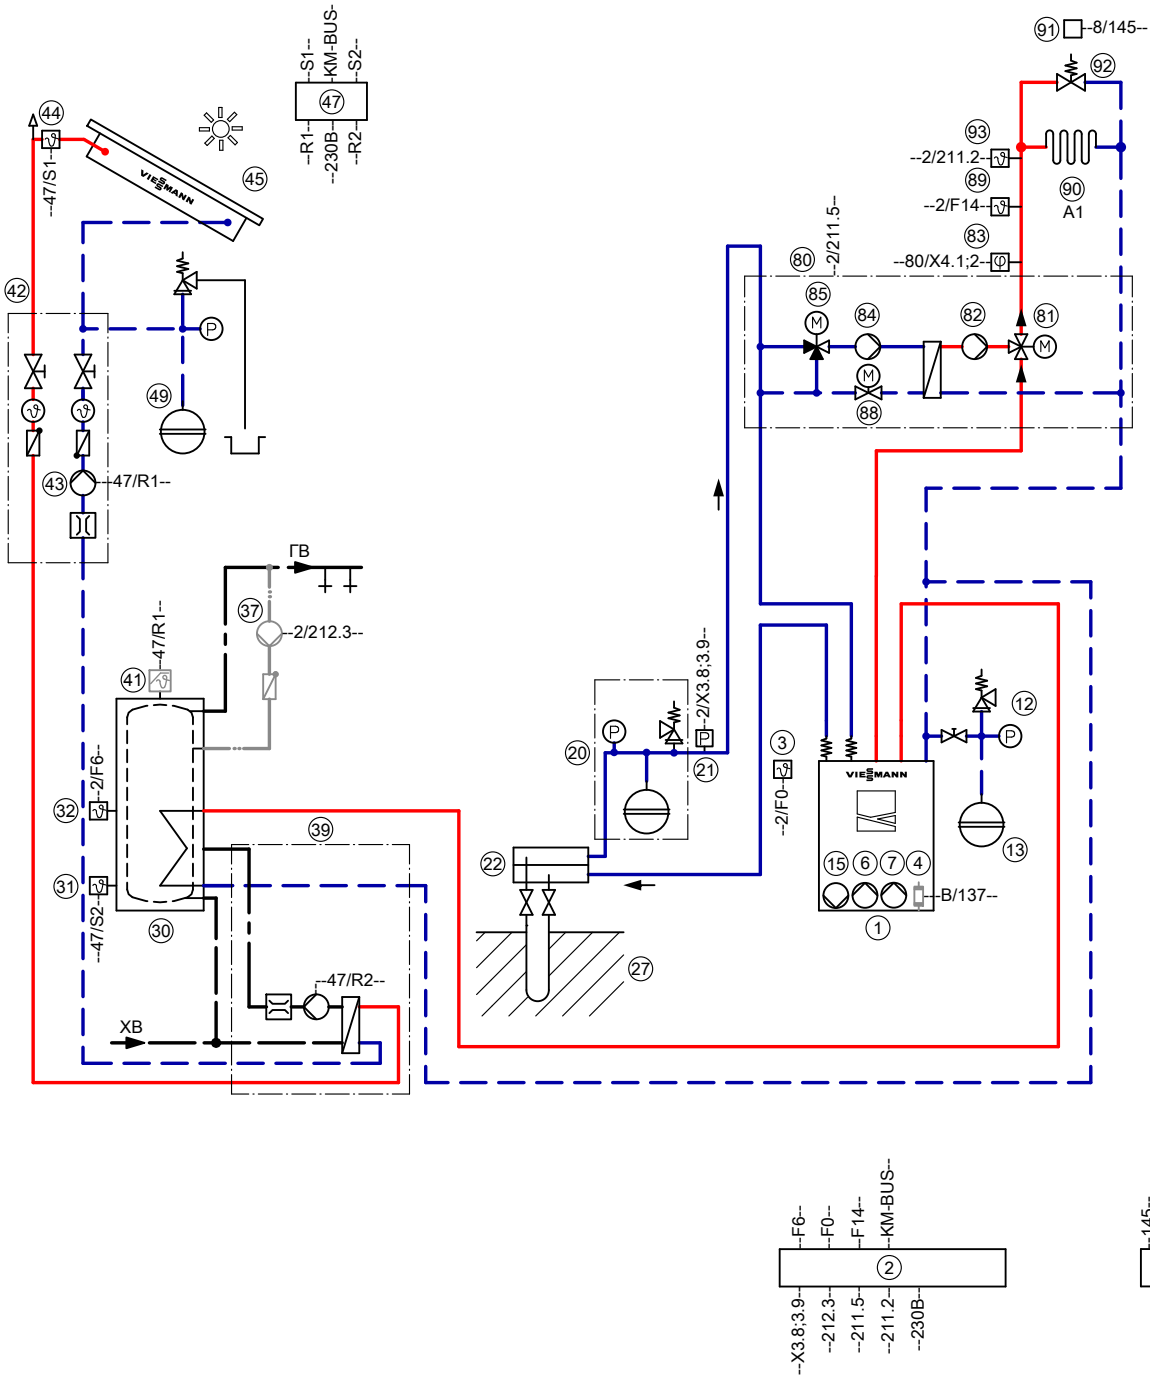 91
--8/145--
92
--S1--
KM-BUS-
--S2--
47
--R1--
--230В--
--R2--
44
--47/S1--
VIESSMANN
45
93
--2/211.2--
89
--2/F14--
90
A1
83
--80/X4.1;2--
--2/211.5--
80
42
P
85
M
84
82
81
M
M
88
49
43
---47/R1--
ГВ
37
--2/212.3--
47/R1--
41
--2/X3.8;3.9--
20
P
P
21
3
--2/F0--
12
P
VIESSMANN
13
2/F6--
32
39
22
15
6
7
4
---B/137--
31
--47/S2--
30
1
27
--47/R2--
ХВ
--F6--
--F0--
--F14--
--KM-BUS--
--145--
2
--X3.8;3.9--
--212.3--
--211.5--
--211.2--
--230В--